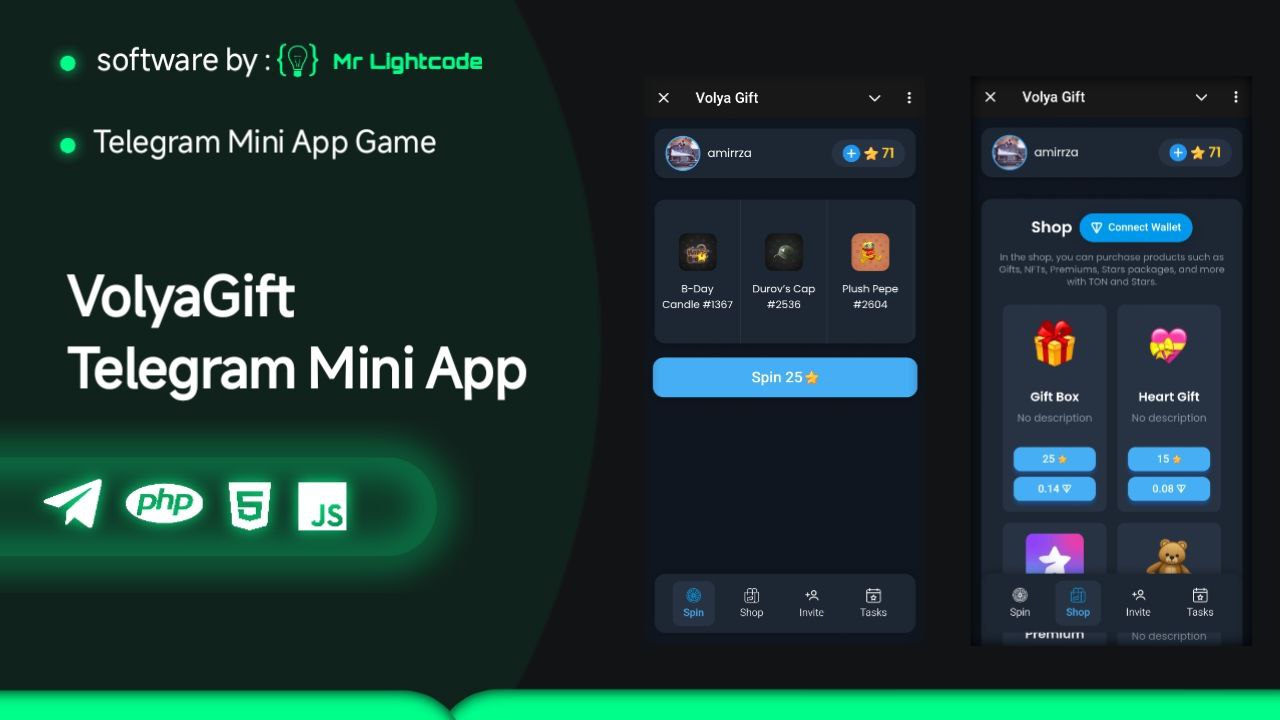 software by : Mr Lightcode
Telegram Mini App Game
VolyaGift
Telegram Mini App
php
5
JS
Volya Gift
amirrza
71
B-Day
Candle #1367
Durov's Cap
#2536
Plush Pepe
#2604
Spin 25
Spin
Shop
Invite
Tasks
Volya Gift
amirrza
71
Shop
Connect Wallet
In the shop, you can purchase products such as
Gifts, NFTs, Premiums, Stars packages, and more
with TON and Stars.
Gift Box
No description
25
0.14
Heart Gift
No description
15
0.08
Spin
Shop
Invite
Tasks
Premium
No description